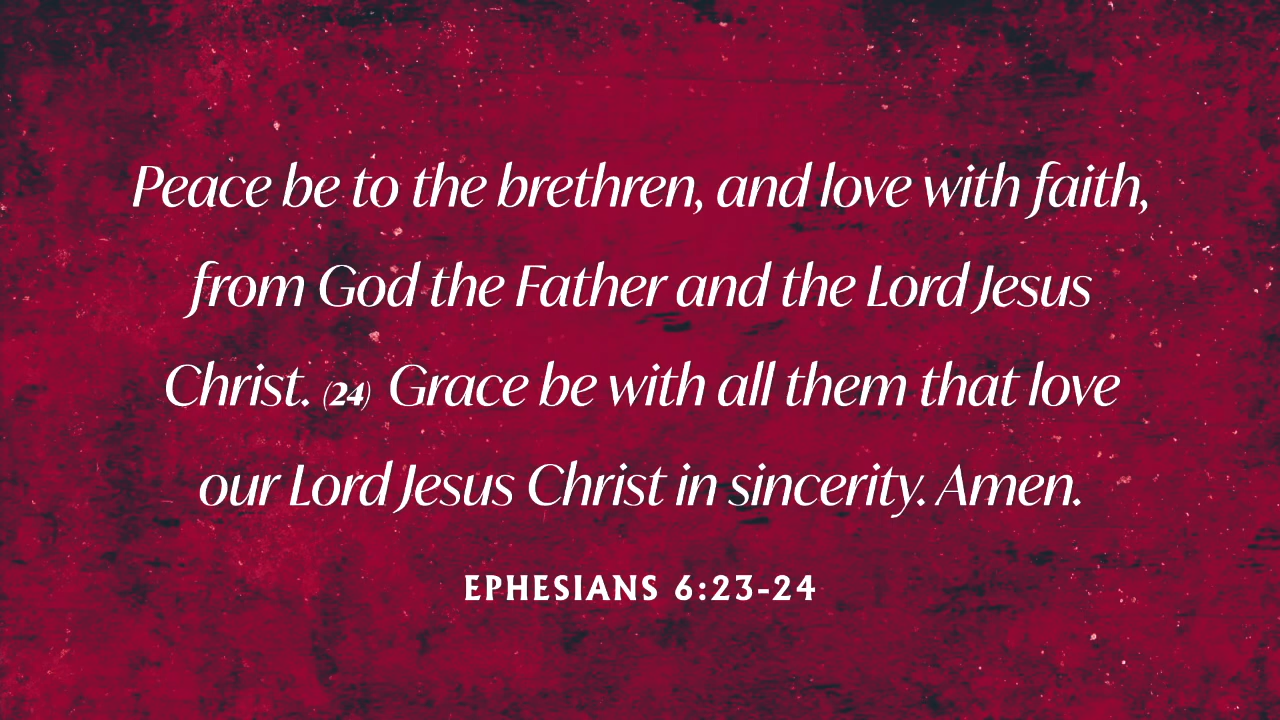 Peace be to the brethren, and love with faith,
from God the Father and the Lord Jesus
Christ. (24) Grace be with all them that love
our Lord Jesus Christ in sincerity. Amen.
EPHESIANS 6:23-24